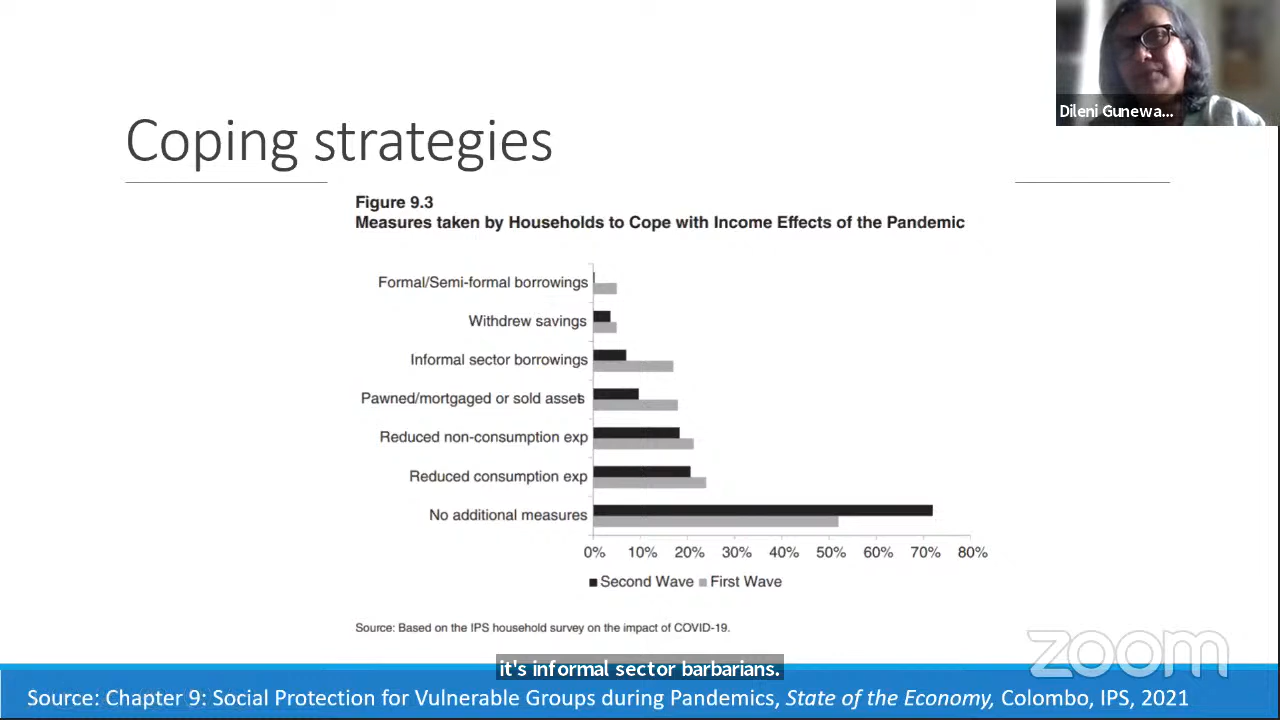 Dileni Gunewa...
Coping strategies
Figure 9.3
Measures taken by Households to Cope with Income Effects of the Pandemic
Formal/Semi-formal borrowings
Withdrew savings
Informal sector borrowings
Pawned/mortgaged or sold assets
Reduced non-consumption exp
Reduced consumption exp
No additional measures
0% 10% 20% 30% 40% 50% 60% 70% 80%
Second Wave First Wave
Source: Based on the IPS household survey on the impact of COVID-19.
zoom
it's informal sector barbarians.
Source: Chapter 9: Social Protection for Vulnerable Groups during Pandemics, State of the Economy, Colombo, IPS, 2021